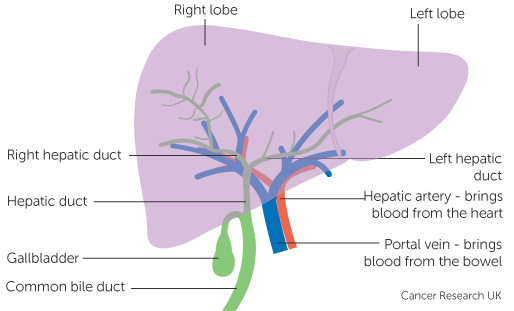 Right lobe
Left lobe
Right hepatic duct
Left hepatic
duct
Hepatic duct
Hepatic artery - brings
blood from the heart
Gallbladder
Portal vein - brings
blood from the bowel
Common bile duct
Cancer Research UK